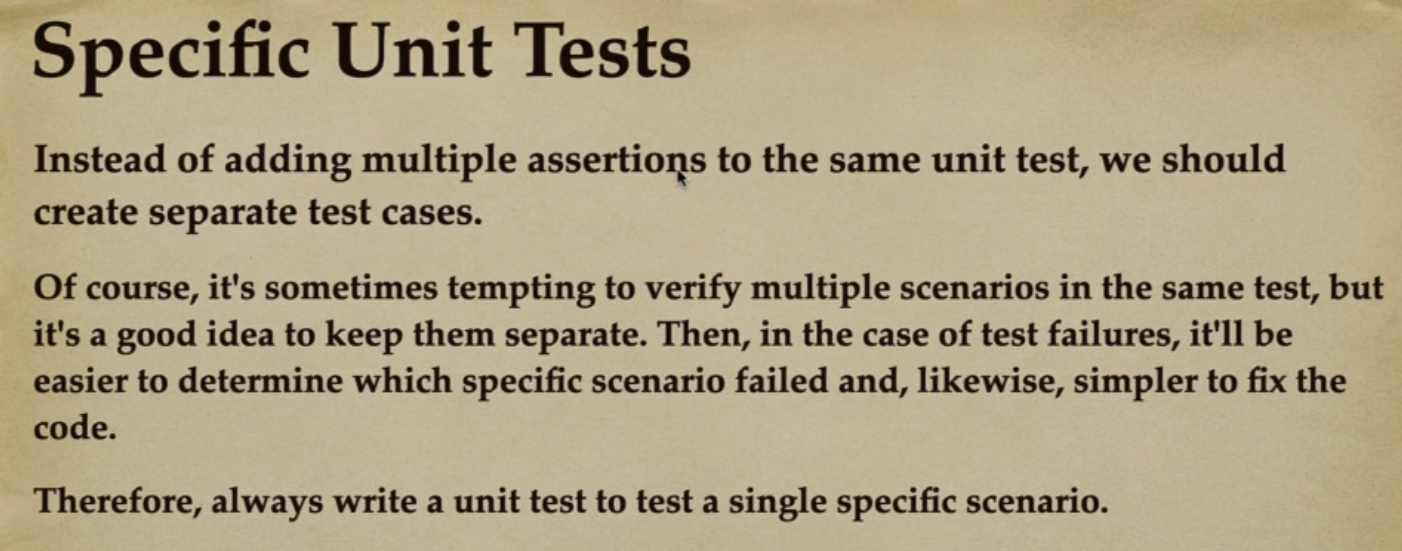 Specific Unit Tests
Instead of adding multiple assertions to the same unit test, we should
create separate test cases.
Of course, it's sometimes tempting to verify multiple scenarios in the same test, but
it's a good idea to keep them separate. Then, in the case of test failures, it'll be
easier to determine which specific scenario failed and, likewise, simpler to fix the
code.
Therefore, always write a unit test to test a single specific scenario.